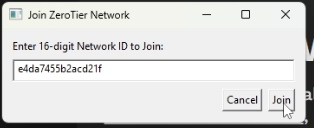 Join ZeroTier Network
Enter 16-digit Network ID to Join:
e4da7455b2acd21f
Cancel
Join